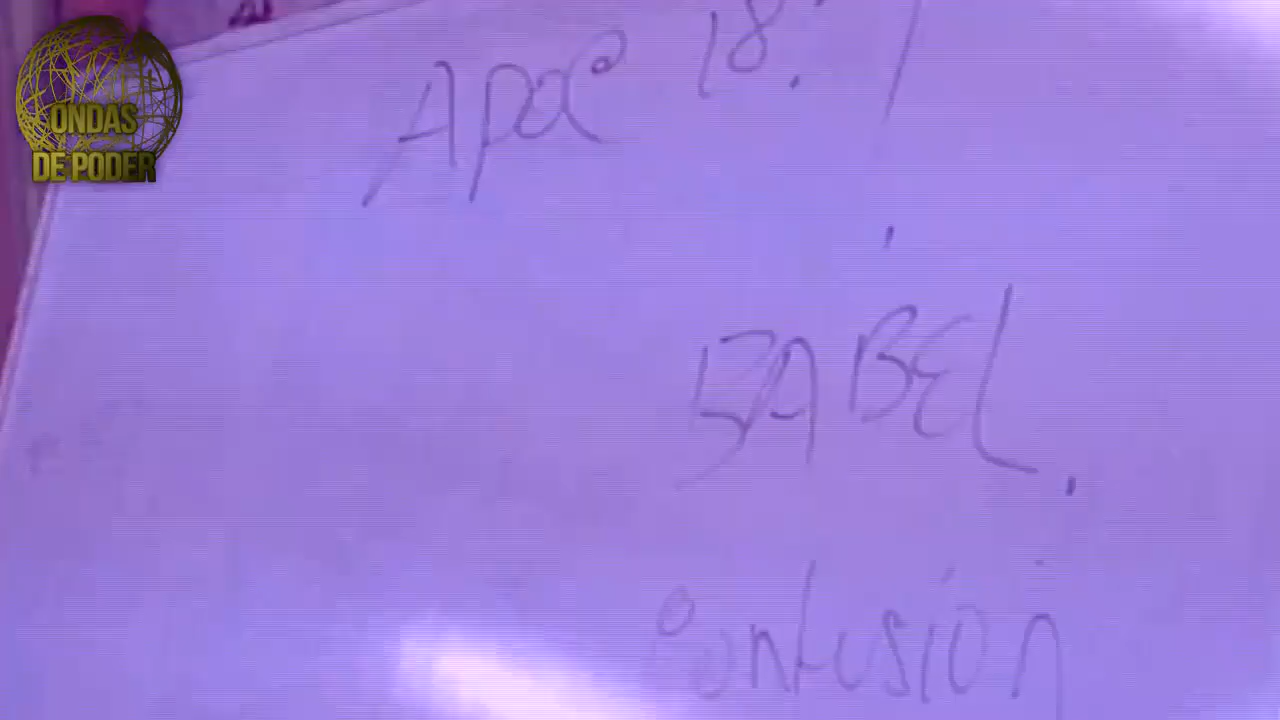 ONDAS
DE PODER
Apoc 18:
BABEL.
Confusión